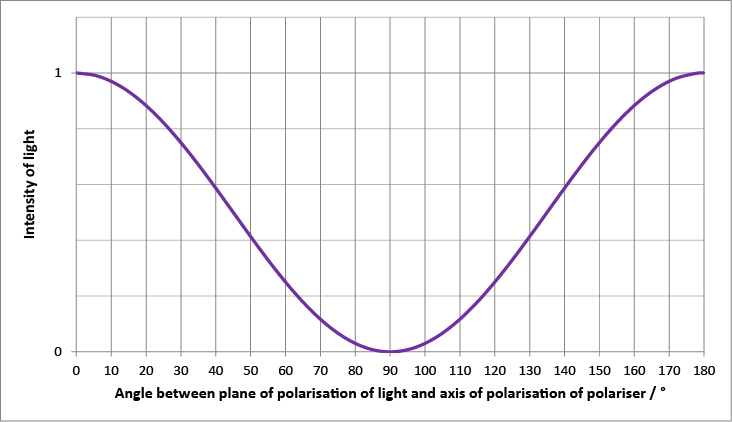 1
Intensity of light
0
0 10 20 30 40 50 60 70 80 90 100 110 120 130 140 150 160 170 180
Angle between plane of polarisation of light and axis of polarisation of polariser / °